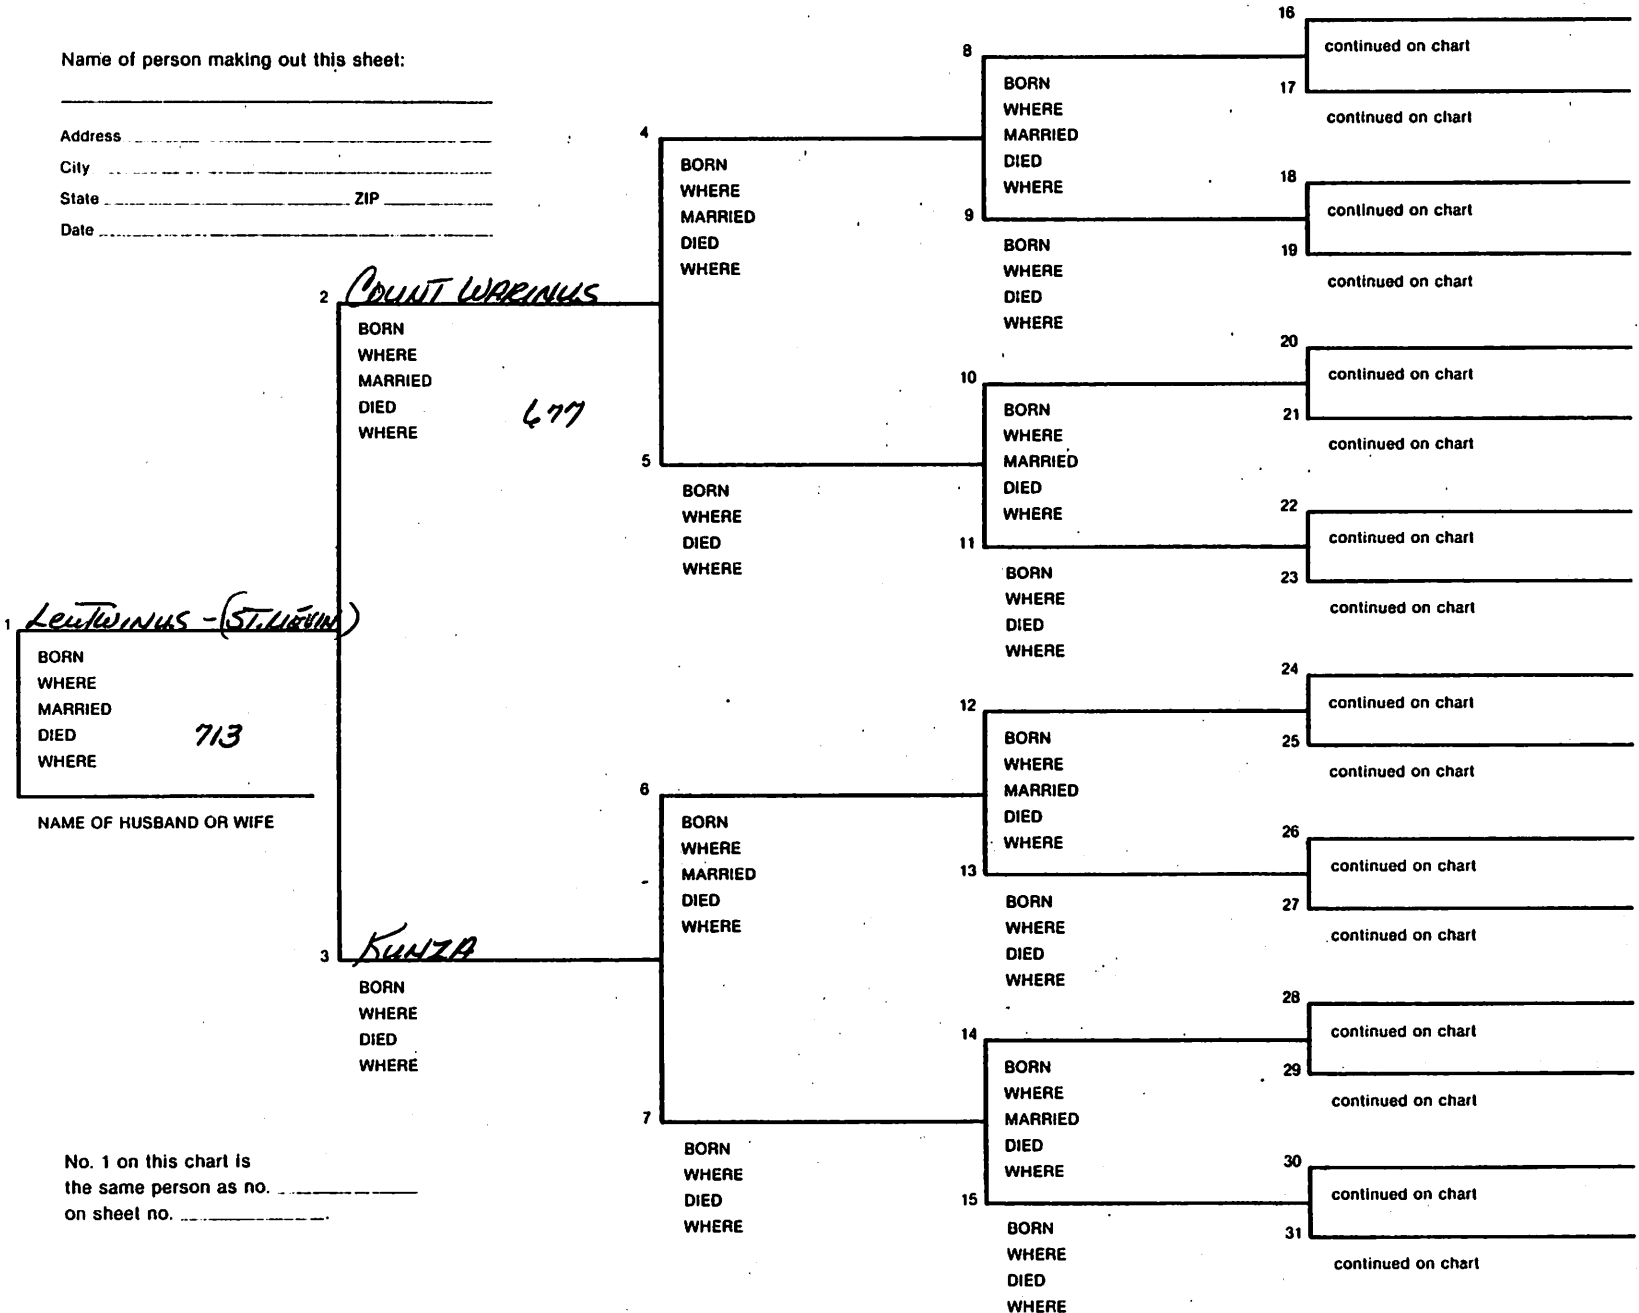 Name of person making out this sheet:
Address
City
State ZIP
Date
1 Leutwinus - (St. Liévin)
BORN
WHERE
MARRIED
DIED 713
WHERE
NAME OF HUSBAND OR WIFE
No. 1 on this chart is
the same person as no.
on sheet no.
2 Count Warinus
BORN
WHERE
MARRIED
DIED 677
WHERE
3 Kunza
BORN
WHERE
DIED
WHERE
4
BORN
WHERE
MARRIED
DIED
WHERE
5
BORN
WHERE
DIED
WHERE
6
BORN
WHERE
MARRIED
DIED
WHERE
7
BORN
WHERE
DIED
WHERE
8
BORN
WHERE
MARRIED
DIED
WHERE
9
BORN
WHERE
DIED
WHERE
10
BORN
WHERE
MARRIED
DIED
WHERE
11
BORN
WHERE
DIED
WHERE
12
BORN
WHERE
MARRIED
DIED
WHERE
13
BORN
WHERE
DIED
WHERE
14
BORN
WHERE
MARRIED
DIED
WHERE
15
BORN
WHERE
DIED
WHERE
16
continued on chart
17
continued on chart
18
continued on chart
19
continued on chart
20
continued on chart
21
continued on chart
22
continued on chart
23
continued on chart
24
continued on chart
25
continued on chart
26
continued on chart
27
continued on chart
28
continued on chart
29
continued on chart
30
continued on chart
31
continued on chart